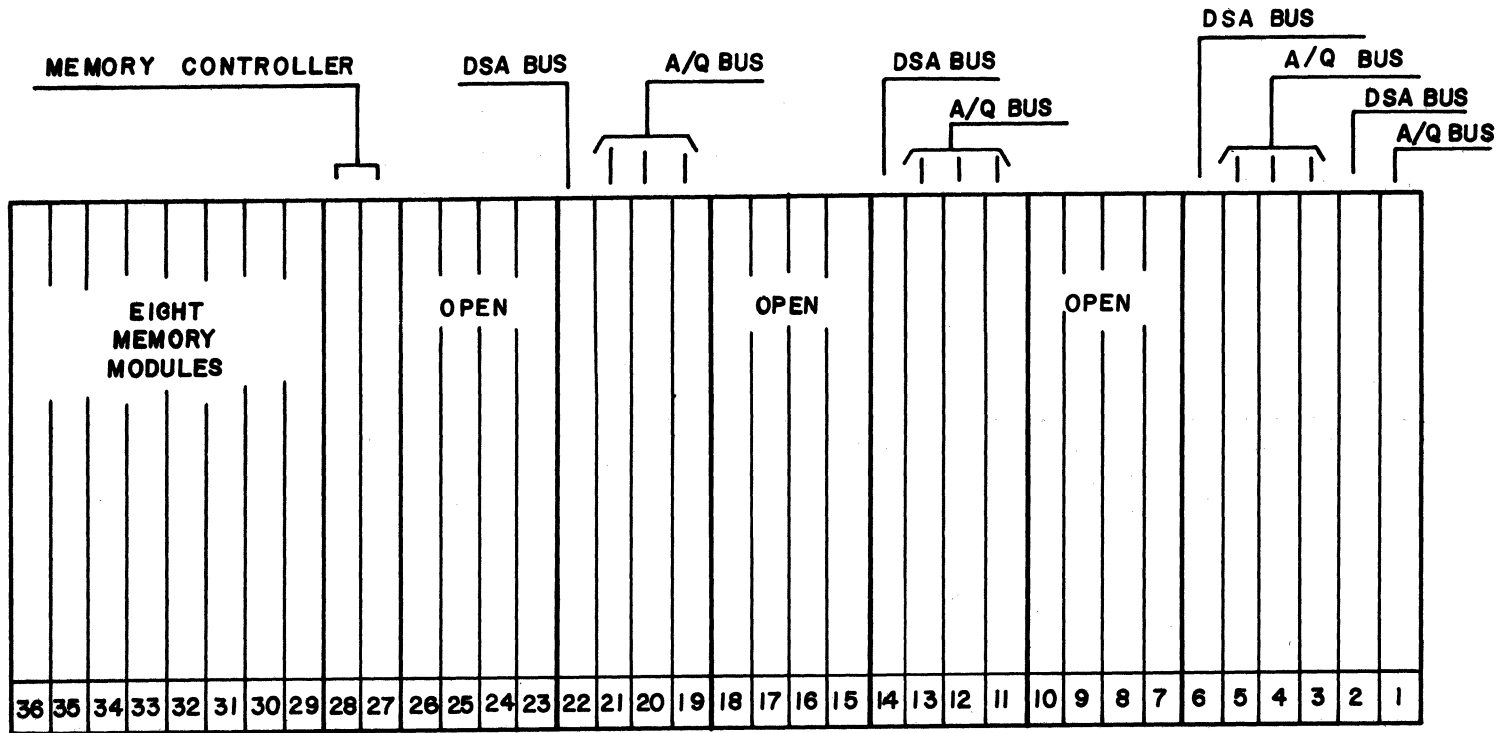 DSA BUS
MEMORY CONTROLLER
DSA BUS
A/Q BUS
DSA BUS
A/Q BUS
A/Q BUS
DSA BUS
A/Q BUS
EIGHT
MEMORY
MODULES
OPEN
OPEN
OPEN
36 35 34 33 32 31 30 29 28 27 26 25 24 23 22 21 20 19 18 17 16 15 14 13 12 11 10 9 8 7 6 5 4 3 2 1